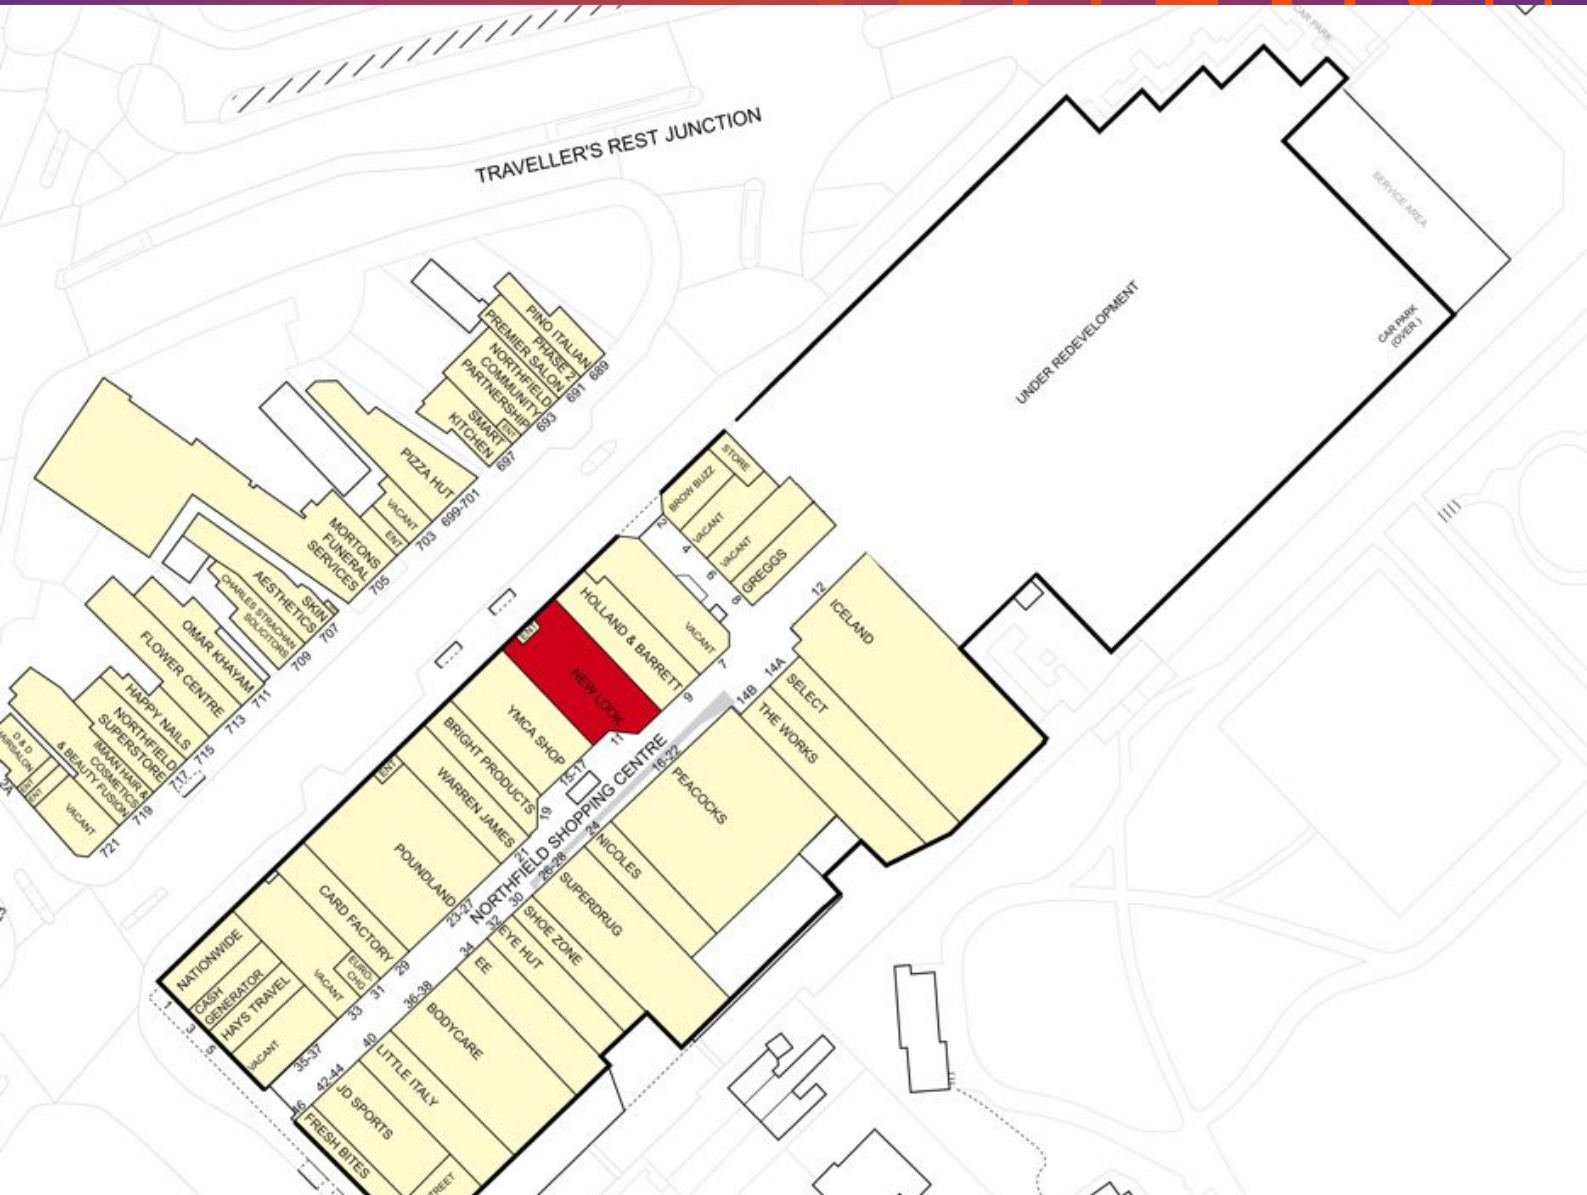 CAR PARK
TRAVELLER'S REST JUNCTION
SERVICE AREA
UNDER REDEVELOPMENT
CAR PARK
(OVER )
PINO ITALIAN
689
PHASE 2
PREMIER SALON
691
NORTHFIELD
COMMUNITY
PARTNERSHIP
693
ENT
SMART
KITCHEN
697
PIZZA HUT
699-701
VACANT
703
ENT
MORTONS
FUNERAL
SERVICES
705
SKIN
AESTHETICS
707
CHARLES STRACHAN
SOLICITORS
709
OMAR KHAYAM
711
FLOWER CENTRE
713
HAPPY NAILS
715
NORTHFIELD
SUPERSTORE
717
IMAAN HAIR &
COSMETICS
& BEAUTY FUSION
719
D & D
ENT
ENT
VACANT
721
STORE
BROW BUZZ
2
VACANT
4
VACANT
6
GREGGS
8
12
ICELAND
VACANT
7
HOLLAND & BARRETT
9
ENT
NEW LOOK
11
14A
SELECT
14B
THE WORKS
YMCA SHOP
15-17
BRIGHT PRODUCTS
19
WARREN JAMES
21
ENT
POUNDLAND
23-27
NORTHFIELD SHOPPING CENTRE
16-22
PEACOCKS
24
NICOLES
26-28
SUPERDRUG
30
SHOE ZONE
32
EYE HUT
34
EE
36-38
BODYCARE
40
LITTLE ITALY
42-44
JD SPORTS
46
FRESH BITES
CARD FACTORY
29
EURO-
CHG
31
VACANT
33
NATIONWIDE
1
CASH
GENERATOR
3
HAYS TRAVEL
5
VACANT
35-37